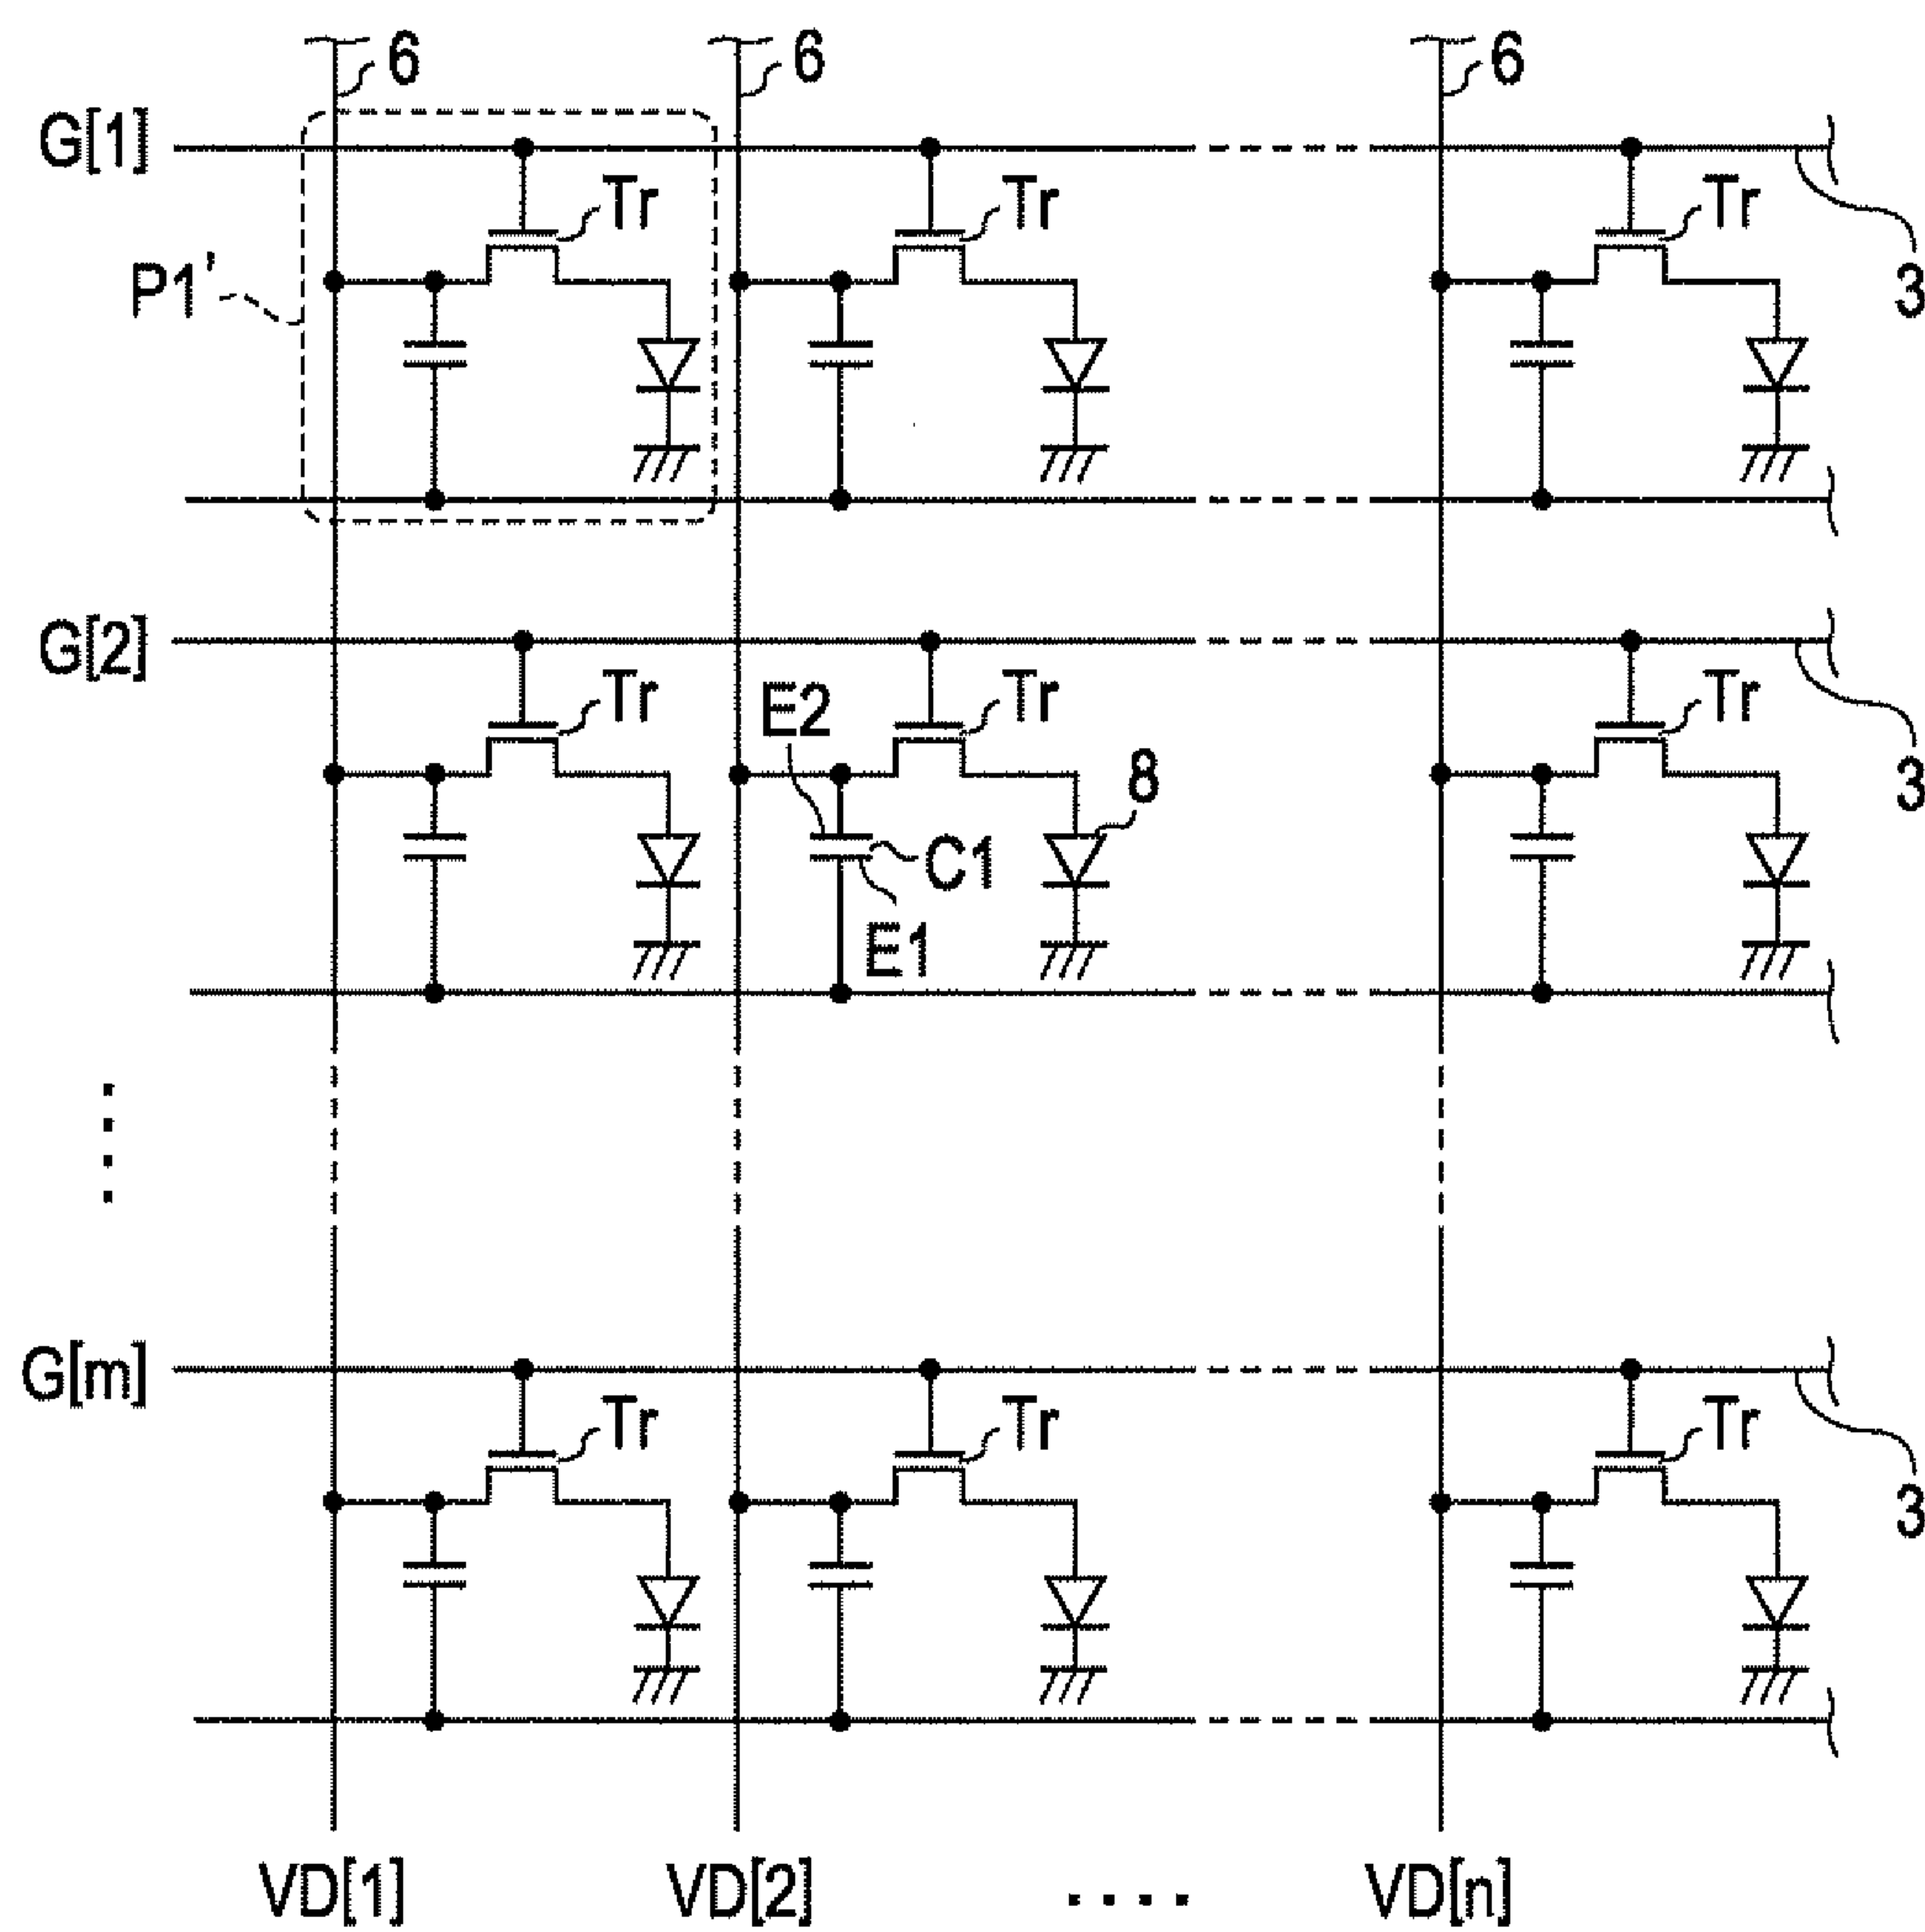 6 6 6
G[1]
Tr Tr Tr
P1' 3
G[2]
Tr E2 Tr Tr
8 3
C1
E1
G[m]
Tr Tr Tr
3
VD[1] VD[2] .... VD[n]